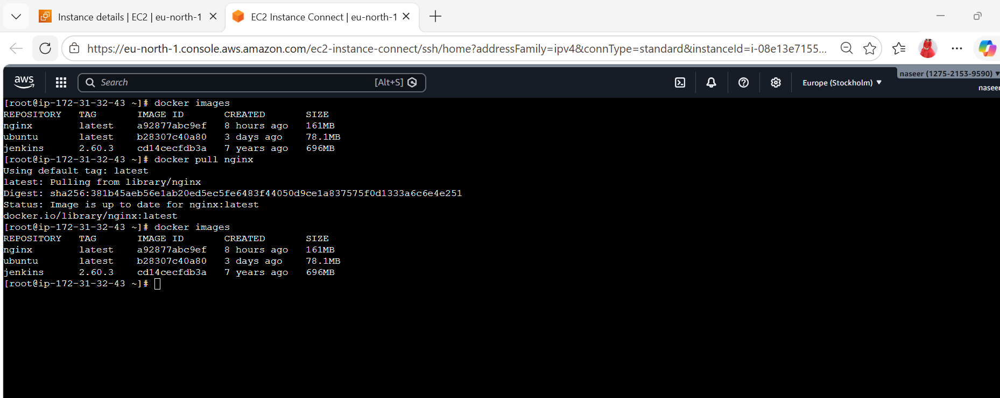 Instance details | EC2 | eu-north-1
EC2 Instance Connect | eu-north-1
https://eu-north-1.console.aws.amazon.com/ec2-instance-connect/ssh/home?addressFamily=ipv4&connType=standard&instanceId=i-08e13e7155...
aws
Search
[Alt+S]
Europe (Stockholm)
naseer (1275-2153-9590)
naseer
[root@ip-172-31-32-43 ~]# docker images
REPOSITORY TAG IMAGE ID CREATED SIZE
nginx latest a92877abc9ef 8 hours ago 161MB
ubuntu latest b28307c40a80 3 days ago 78.1MB
jenkins 2.60.3 cd14cecfdb3a 7 years ago 696MB
[root@ip-172-31-32-43 ~]# docker pull nginx
Using default tag: latest
latest: Pulling from library/nginx
Digest: sha256:381b45aeb56e1ab20ed5ec5fe6483f44050d9ce1a837575f0d1333a6c6e4e251
Status: Image is up to date for nginx:latest
docker.io/library/nginx:latest
[root@ip-172-31-32-43 ~]# docker images
REPOSITORY TAG IMAGE ID CREATED SIZE
nginx latest a92877abc9ef 8 hours ago 161MB
ubuntu latest b28307c40a80 3 days ago 78.1MB
jenkins 2.60.3 cd14cecfdb3a 7 years ago 696MB
[root@ip-172-31-32-43 ~]#